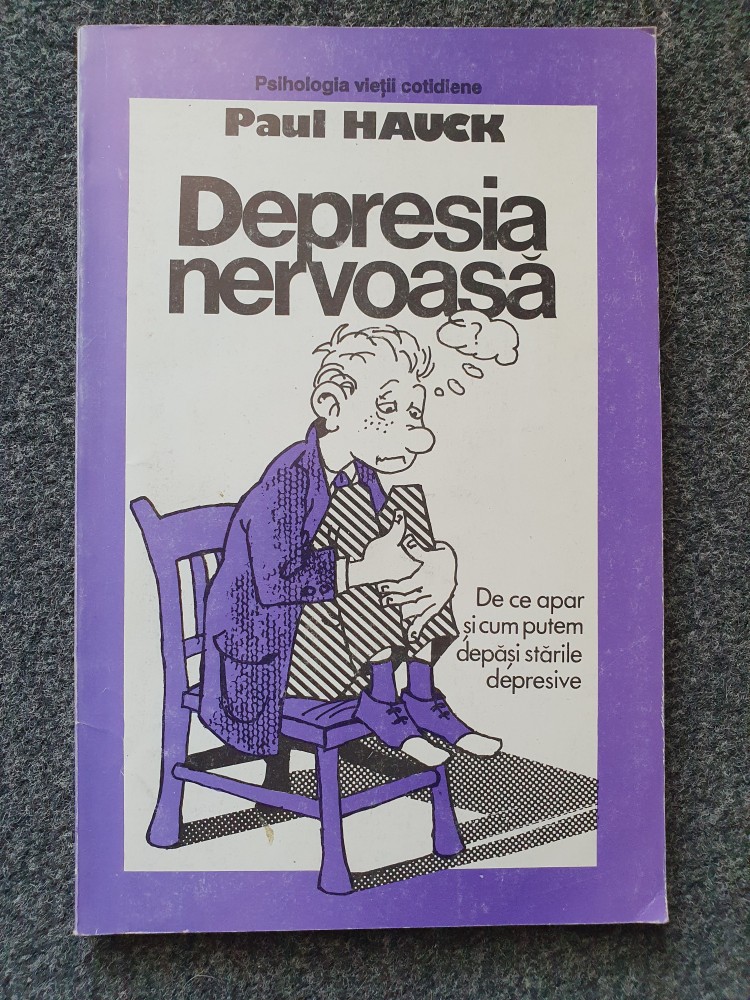 Psihologia vieții cotidiene
Paul HAUCK
Depresia
nervoasă
?
De ce apar
și cum putem
depăși stările
depresive